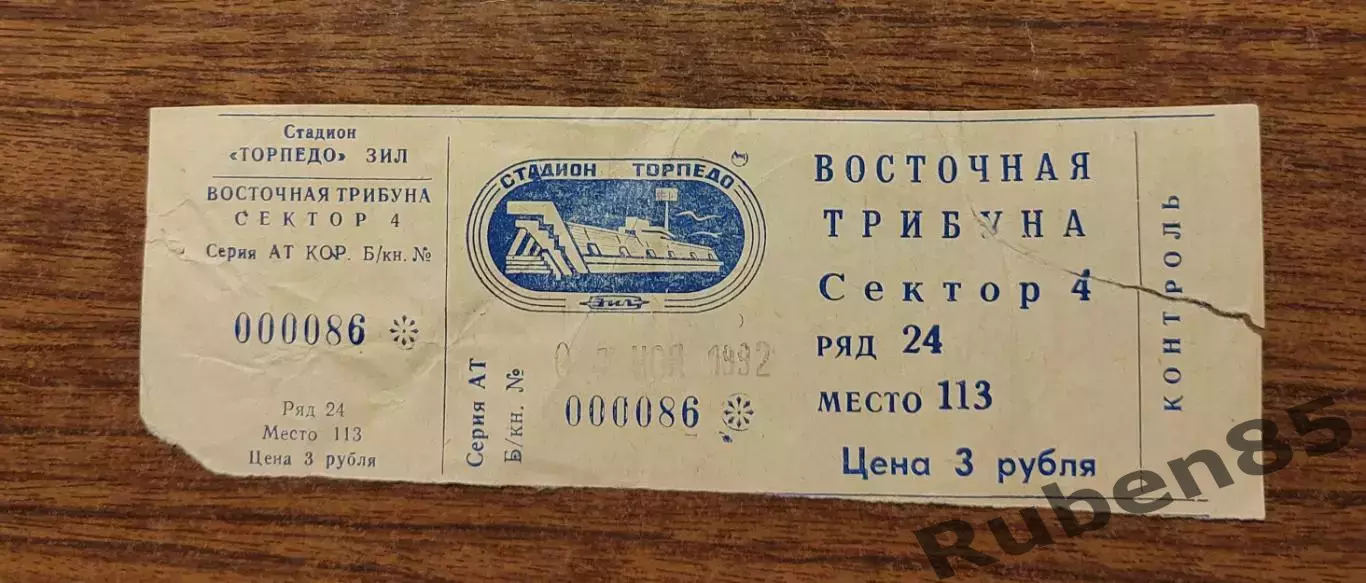 Стадион
«ТОРПЕДО» ЗИЛ
ВОСТОЧНАЯ ТРИБУНА
СЕКТОР 4
Серия АТ КОР. Б/кн. №
000086
Ряд 24
Место 113
Цена 3 рубля
СТАДИОН ТОРПЕДО
ЗИЛ
НОЯ 1992
Серия АТ
Б/кн. №
000086
ВОСТОЧНАЯ
ТРИБУНА
Сектор 4
РЯД 24
МЕСТО 113
Цена 3 рубля
КОНТРОЛЬ
Ruben85